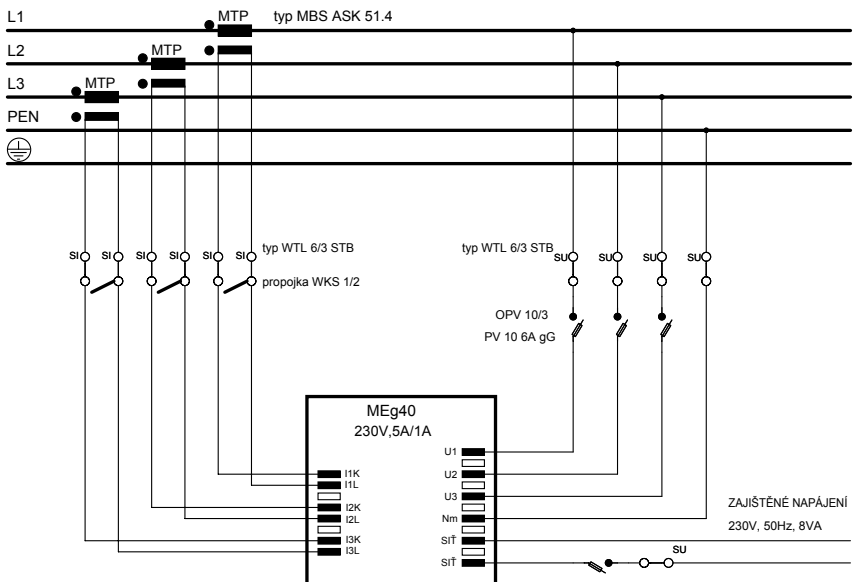 L1
MTP typ MBS ASK 51.4
L2
MTP
L3
MTP
PEN
SI SI SI SI SI SI typ WTL 6/3 STB
propojka WKS 1/2
typ WTL 6/3 STB SU SU SU SU
OPV 10/3
PV 10 6A gG
MEg40
230V,5A/1A
U1
I1K
U2
I1L
U3
I2K
Nm
I2L
SIŤ
I3K
I3L
SIŤ
ZAJIŠTĚNÉ NAPÁJENÍ
230V, 50Hz, 8VA
SU